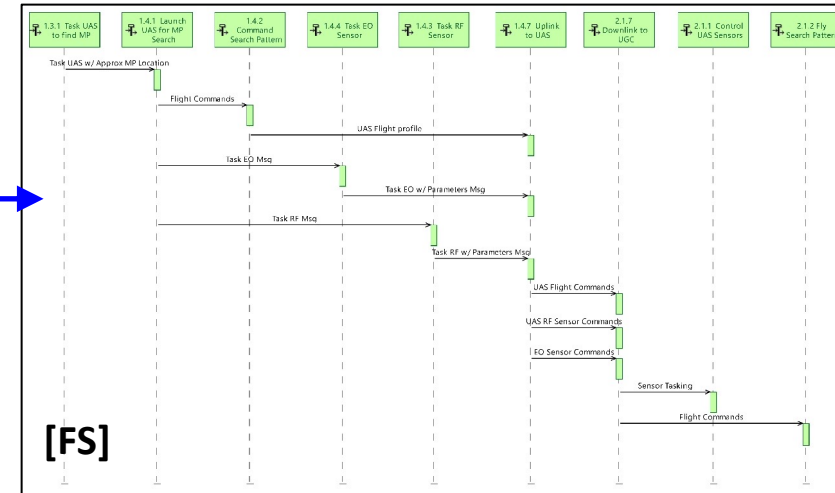 1.3.1 Task UAS
to find MP
1.4.1 Launch
UAS for MP
Search
1.4.2
Command
Search Pattern
1.4.4 Task EO
Sensor
1.4.3 Task RF
Sensor
1.4.7 Uplink
to UAS
2.1.7
Downlink to
UGC
2.1.1 Control
UAS Sensors
2.1.2 Fly
Search Pattern
Task UAS w/ Approx MP Location
Flight Commands
UAS Flight profile
Task EO Msg
Task EO w/ Parameters Msg
Task RF Msg
Task RF w/ Parameters Msg
UAS Flight Commands
UAS RF Sensor Commands
EO Sensor Commands
Sensor Tasking
Flight Commands
[FS]